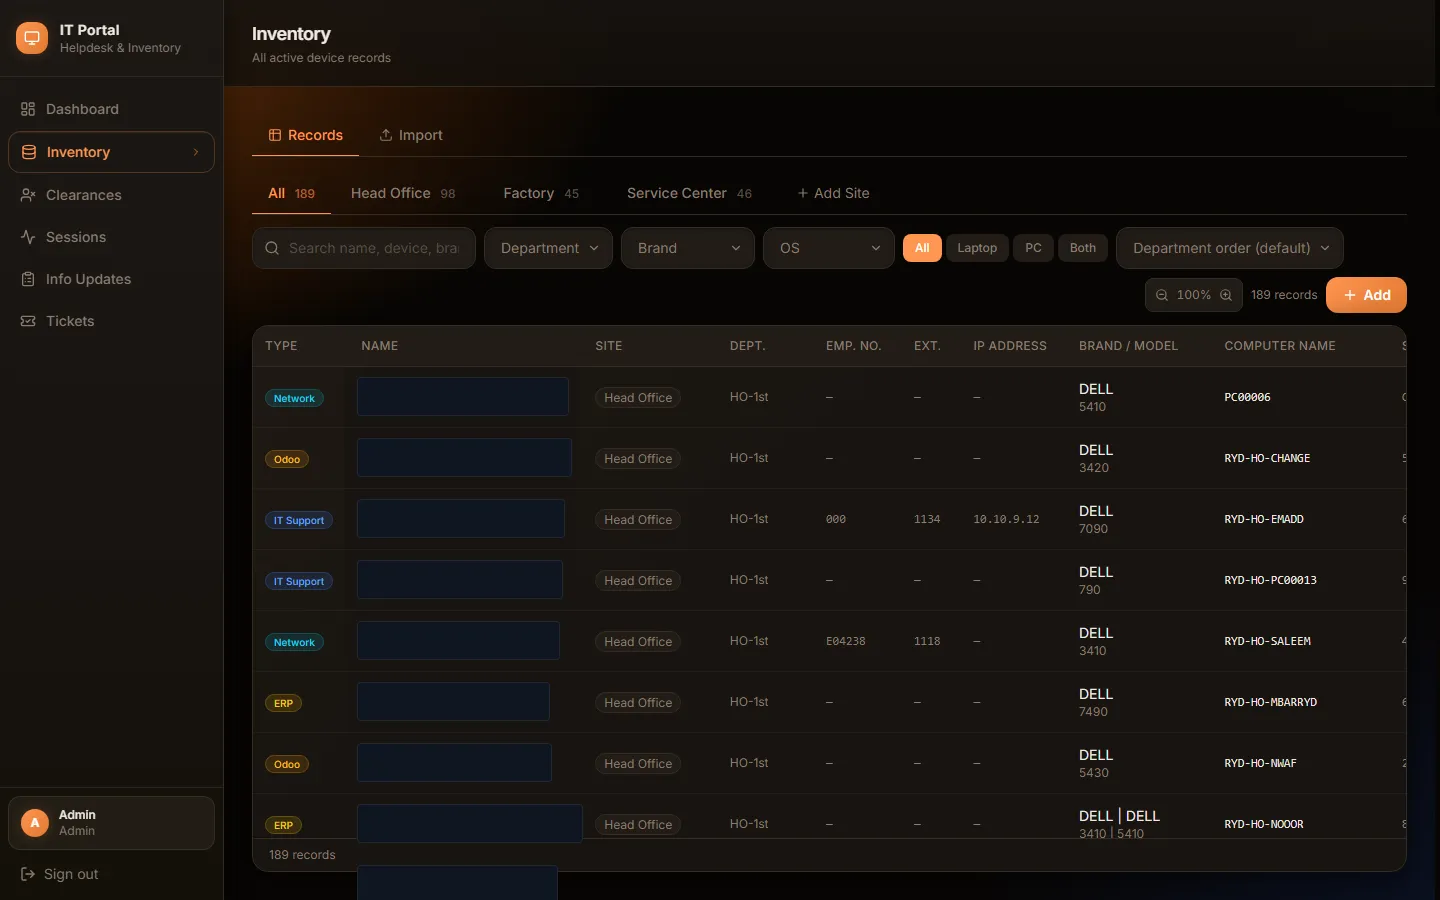 IT Portal
Helpdesk & Inventory
Dashboard
Inventory
Clearances
Sessions
Info Updates
Tickets
Admin
A
Admin
Sign out
Inventory
All active device records
Records Import
All 189 Head Office 98 Factory 45 Service Center 46 + Add Site
Search name, device, bra Department Brand OS All Laptop PC Both Department order (default)
100% 189 records + Add
TYPE NAME SITE DEPT. EMP. NO. EXT. IP ADDRESS BRAND / MODEL COMPUTER NAME
Network Head Office HO-1st — — — DELL PC00006
5410
Odoo Head Office HO-1st — — — DELL RYD-HO-CHANGE
3420
IT Support Head Office HO-1st 000 1134 10.10.9.12 DELL RYD-HO-EMADD
7090
IT Support Head Office HO-1st — — — DELL RYD-HO-PC00013
790
Network Head Office HO-1st E04238 1118 — DELL RYD-HO-SALEEM
3410
ERP Head Office HO-1st — — — DELL RYD-HO-MBARRYD
7490
Odoo Head Office HO-1st — — — DELL RYD-HO-NWAF
5430
ERP Head Office HO-1st — — — DELL | DELL RYD-HO-NOOOR
3410 | 5410
189 records